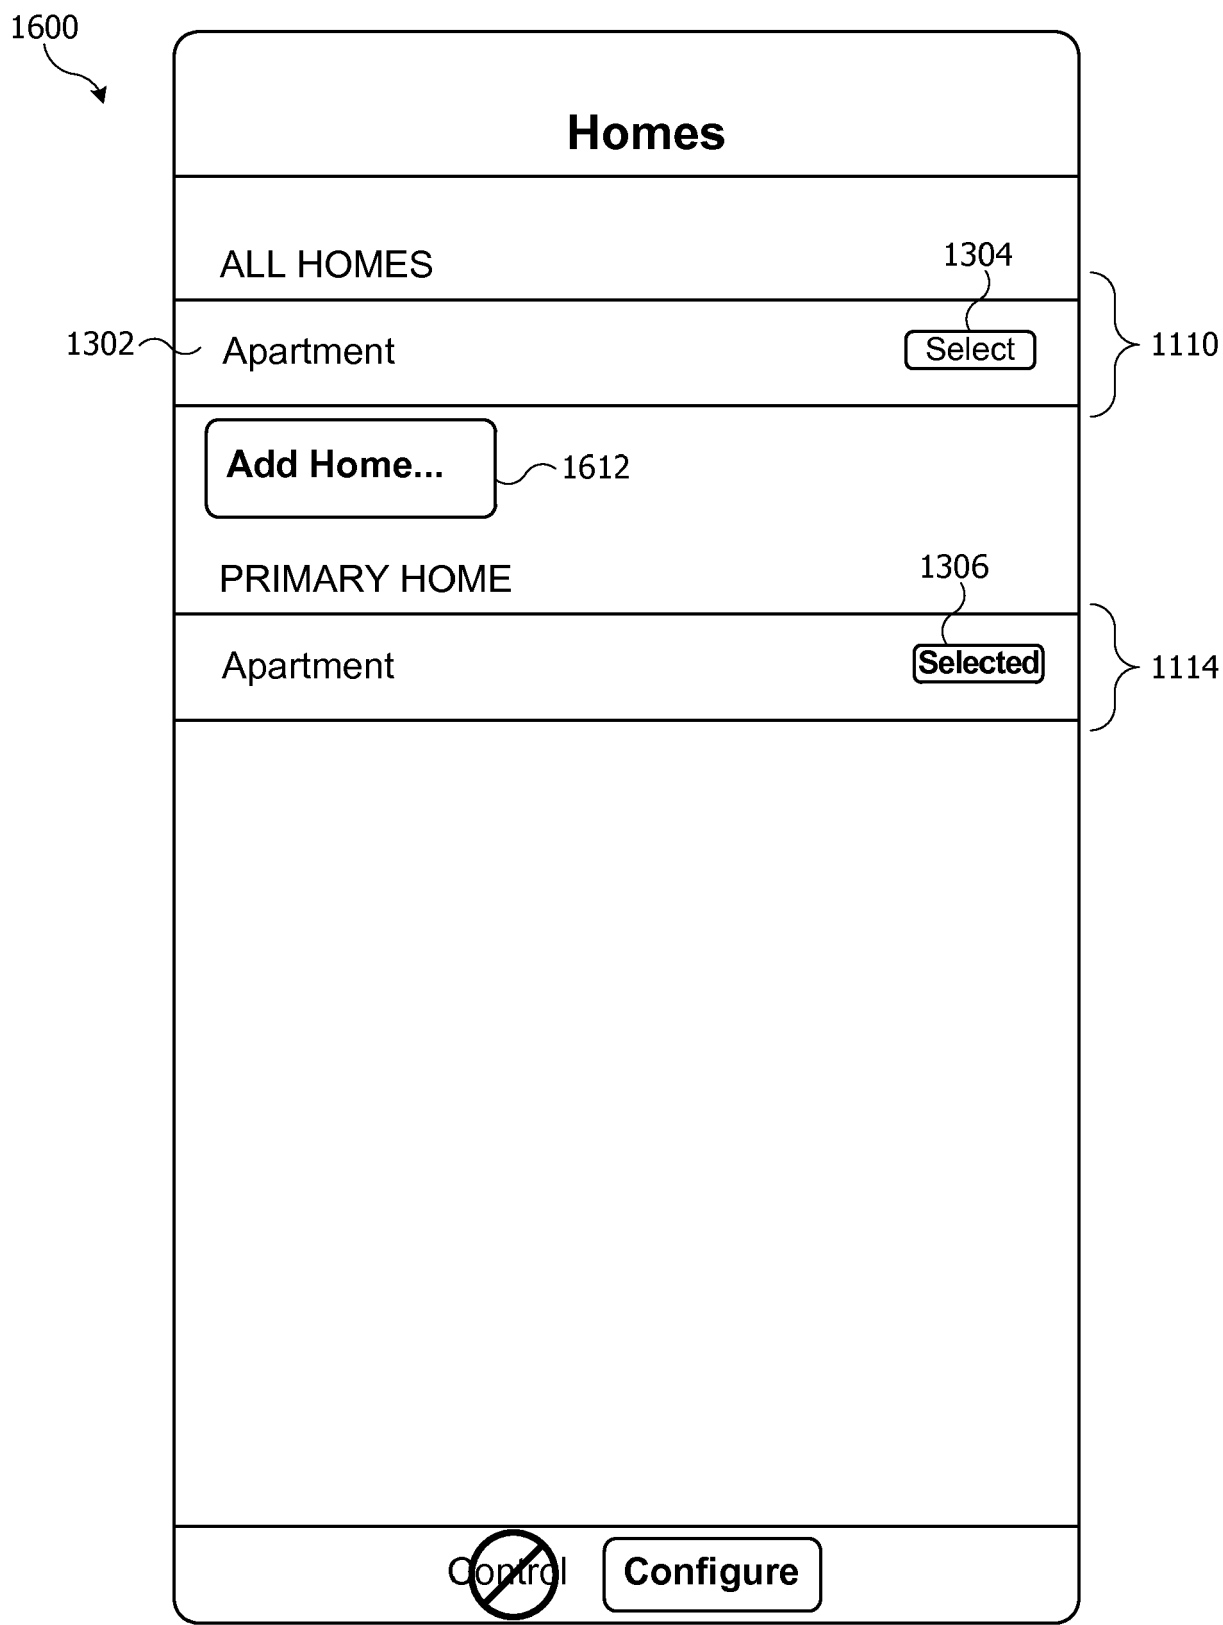 1600
Homes
ALL HOMES
1304
1302
Apartment
Select
1110
Add Home...
1612
PRIMARY HOME
1306
Apartment
Selected
1114
Control
Configure